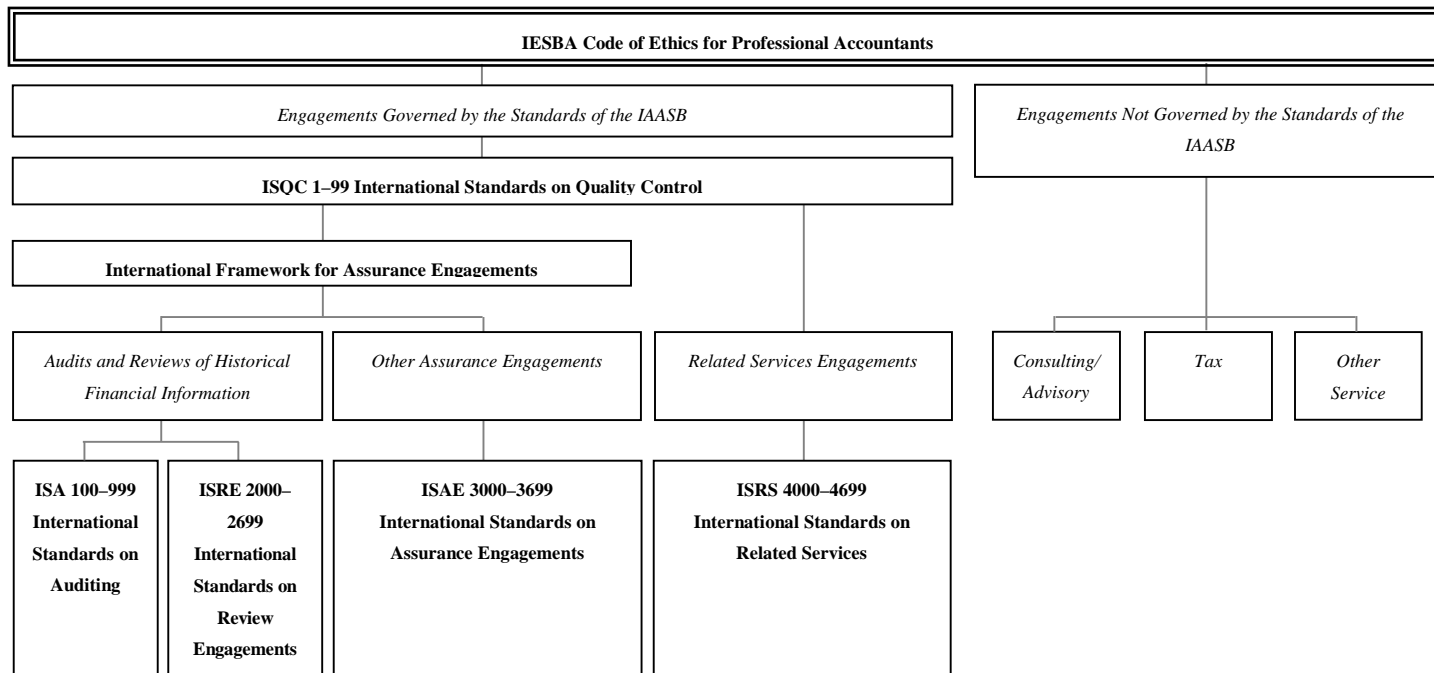 IESBA Code of Ethics for Professional Accountants
Engagements Governed by the Standards of the IAASB
Engagements Not Governed by the Standards of the
IAASB
ISQC 1–99 International Standards on Quality Control
International Framework for Assurance Engagements
Audits and Reviews of Historical
Financial Information
Other Assurance Engagements
Related Services Engagements
Consulting/
Advisory
Tax
Other
Service
ISA 100–999
International
Standards on
Auditing
ISRE 2000–
2699
International
Standards on
Review
Engagements
ISAE 3000–3699
International Standards on
Assurance Engagements
ISRS 4000–4699
International Standards on
Related Services